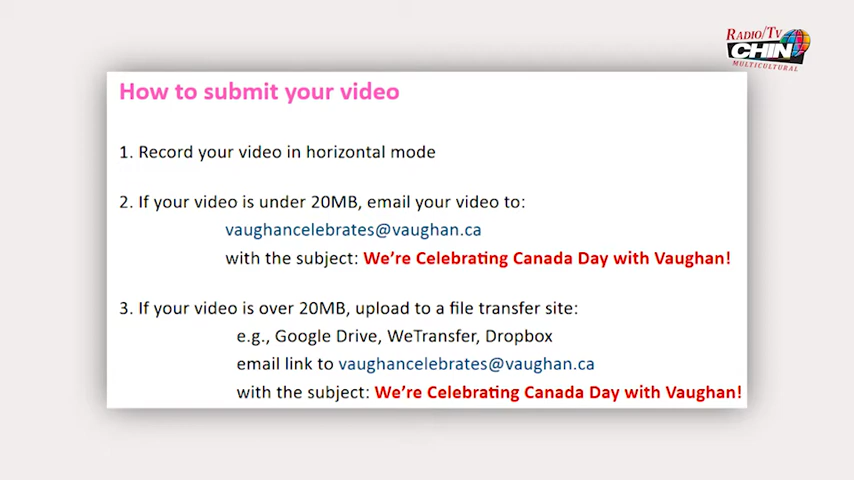 RADIO/TV
CHIN
MULTICULTURAL
How to submit your video
1. Record your video in horizontal mode
2. If your video is under 20MB, email your video to:
vaughancelebrates@vaughan.ca
with the subject: We're Celebrating Canada Day with Vaughan!
3. If your video is over 20MB, upload to a file transfer site:
e.g., Google Drive, WeTransfer, Dropbox
email link to vaughancelebrates@vaughan.ca
with the subject: We're Celebrating Canada Day with Vaughan!